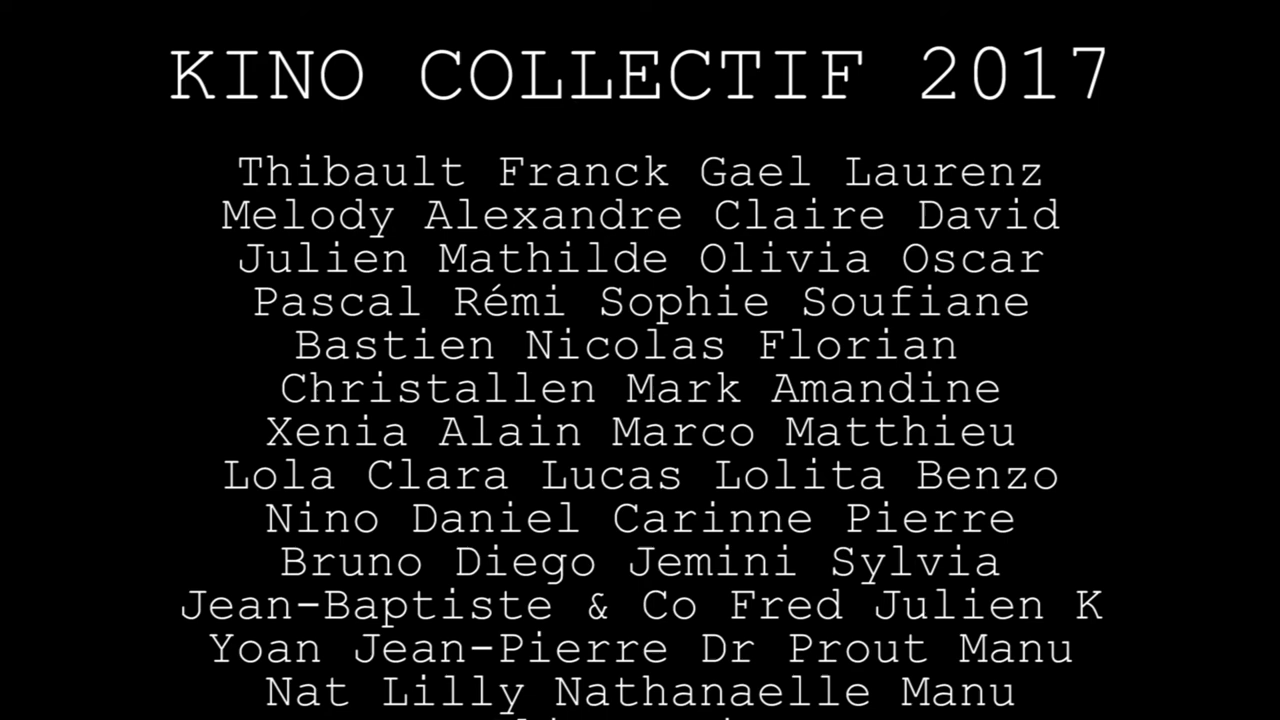 KINO COLLECTIF 2017
Thibault Franck Gael Laurenz
Melody Alexandre Claire David
Julien Mathilde Olivia Oscar
Pascal Rémi Sophie Soufiane
Bastien Nicolas Florian
Christallen Mark Amandine
Xenia Alain Marco Matthieu
Lola Clara Lucas Lolita Benzo
Nino Daniel Carinne Pierre
Bruno Diego Jemini Sylvia
Jean-Baptiste & Co Fred Julien K
Yoan Jean-Pierre Dr Prout Manu
Nat Lilly Nathanaelle Manu